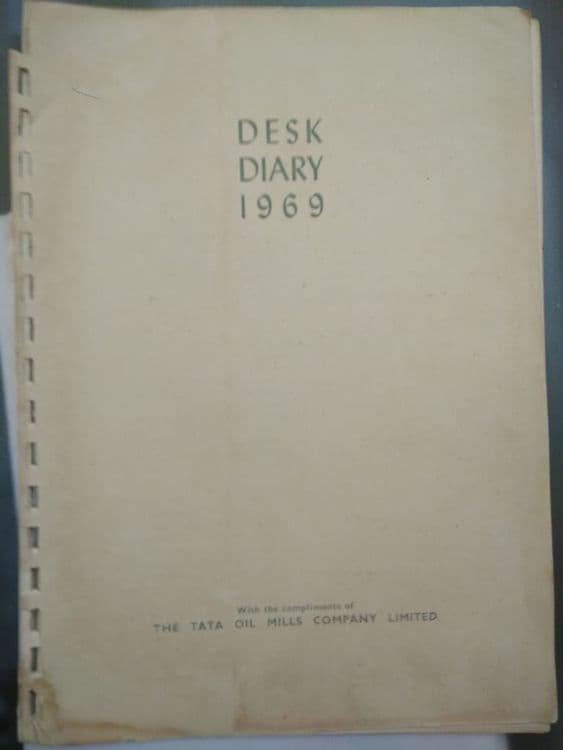 DESK
DIARY
1969
With the compliments of
THE TATA OIL MILLS COMPANY LIMITED